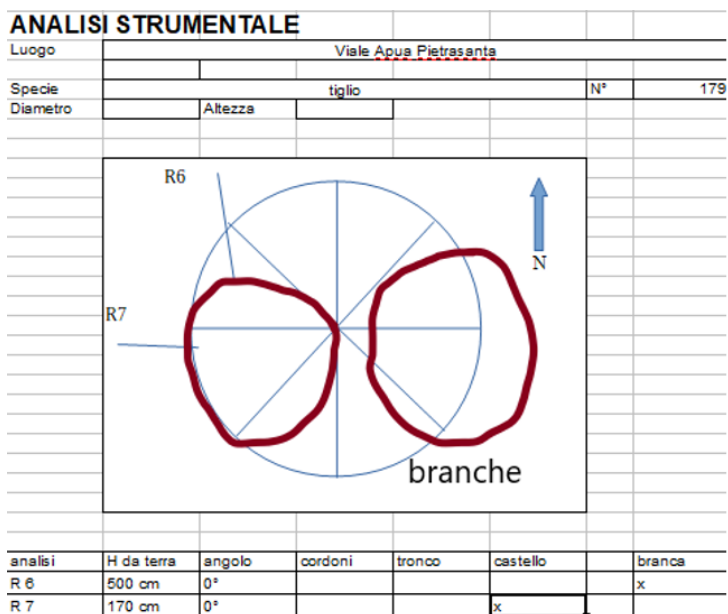 ANALISI STRUMENTALE
Luogo Viale Apua Pietrasanta
Specie tiglio N° 179
Diametro Altezza
R6
N
R7
branche
analisi H da terra angolo cordoni tronco castello branca
R 6 500 cm 0° x
R 7 170 cm 0° x